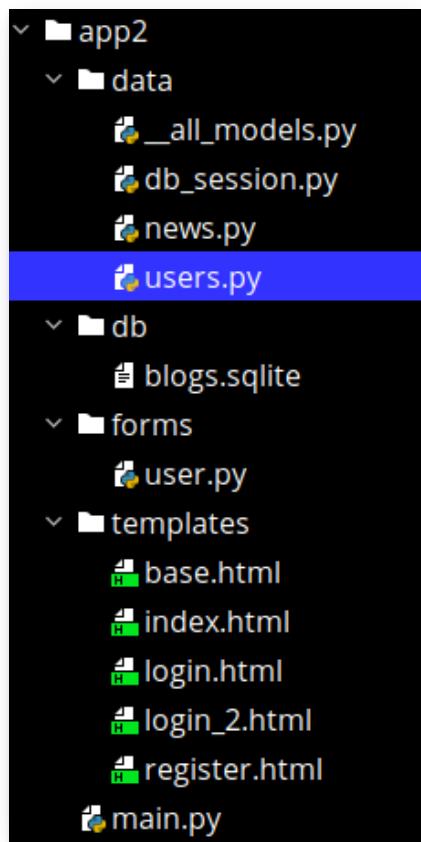 app2
data
__all_models.py
db_session.py
news.py
users.py
db
blogs.sqlite
forms
user.py
templates
base.html
index.html
login.html
login_2.html
register.html
main.py